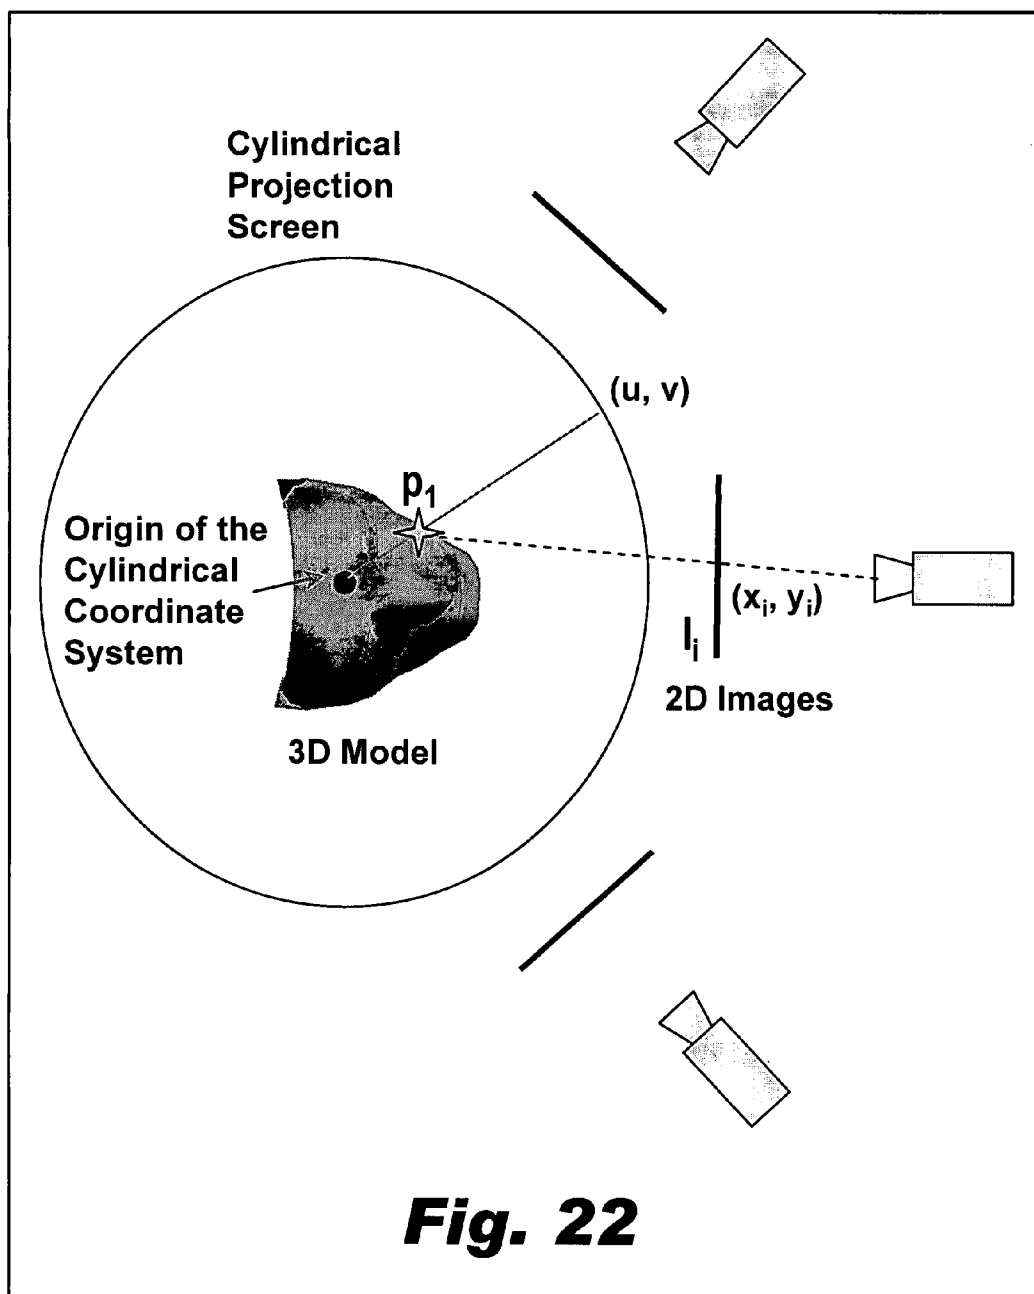 Cylindrical
Projection
Screen
(u, v)
p₁
Origin of the
Cylindrical
Coordinate
System
(xᵢ, yᵢ)
Iᵢ
2D Images
3D Model
Fig. 22